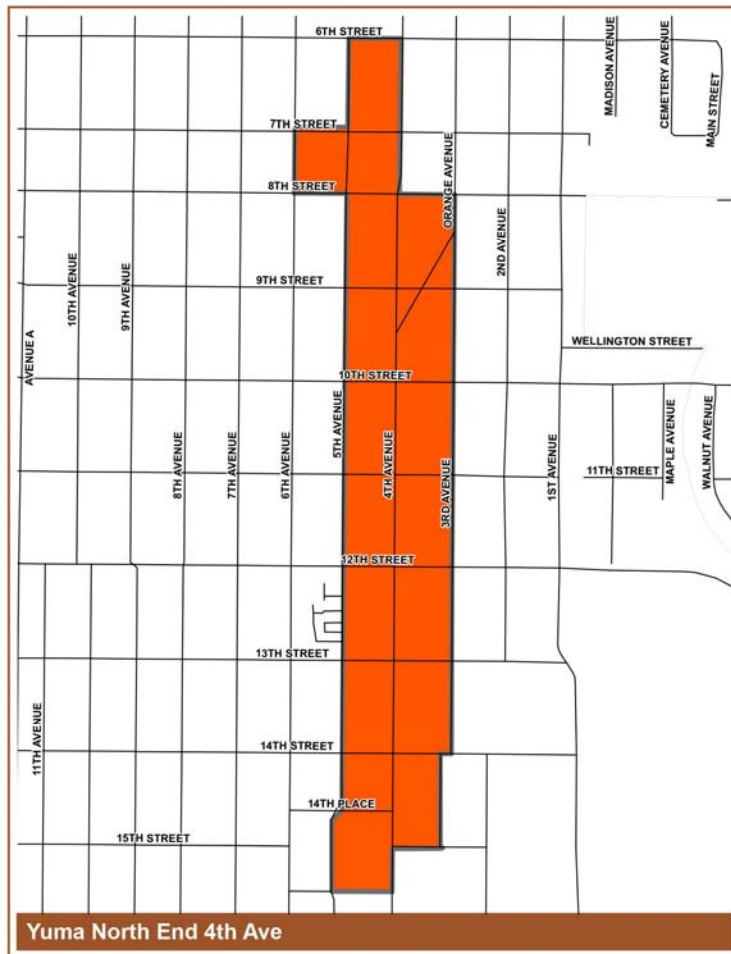 6TH STREET
MADISON AVENUE
CEMETERY AVENUE
MAIN STREET
7TH STREET
8TH STREET
ORANGE AVENUE
2ND AVENUE
10TH AVENUE
9TH AVENUE
9TH STREET
AVENUE A
WELLINGTON STREET
10TH STREET
5TH AVENUE
4TH AVENUE
8TH AVENUE
7TH AVENUE
6TH AVENUE
3RD AVENUE
1ST AVENUE
11TH STREET
MAPLE AVENUE
WALNUT AVENUE
12TH STREET
13TH STREET
11TH AVENUE
14TH STREET
14TH PLACE
15TH STREET
Yuma North End 4th Ave